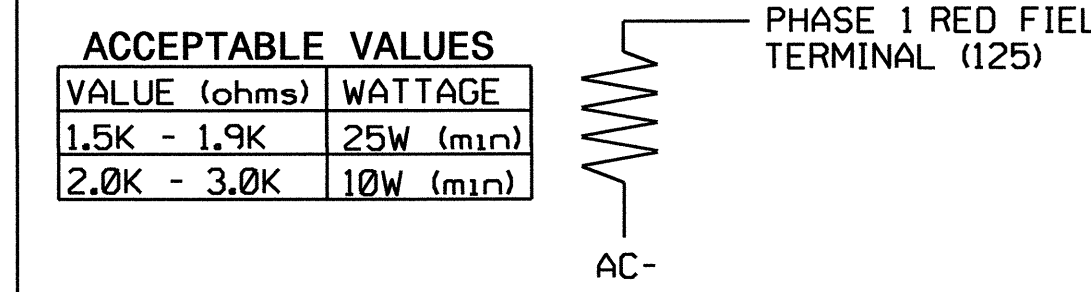 ACCEPTABLE VALUES
VALUE (ohms) WATTAGE
1.5K - 1.9K 25W (min)
2.0K - 3.0K 10W (min)
PHASE 1 RED FIEL
TERMINAL (125)
AC-